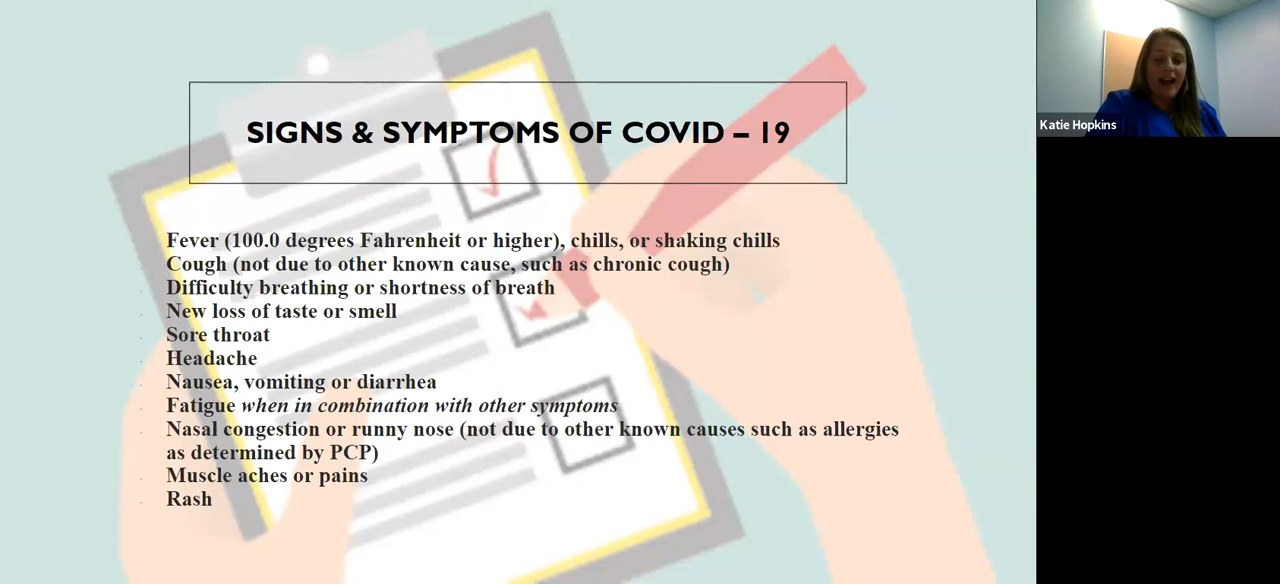 SIGNS & SYMPTOMS OF COVID – 19
Katie Hopkins
Fever (100.0 degrees Fahrenheit or higher), chills, or shaking chills
Cough (not due to other known cause, such as chronic cough)
Difficulty breathing or shortness of breath
New loss of taste or smell
Sore throat
Headache
Nausea, vomiting or diarrhea
Fatigue when in combination with other symptoms
Nasal congestion or runny nose (not due to other known causes such as allergies
as determined by PCP)
Muscle aches or pains
Rash